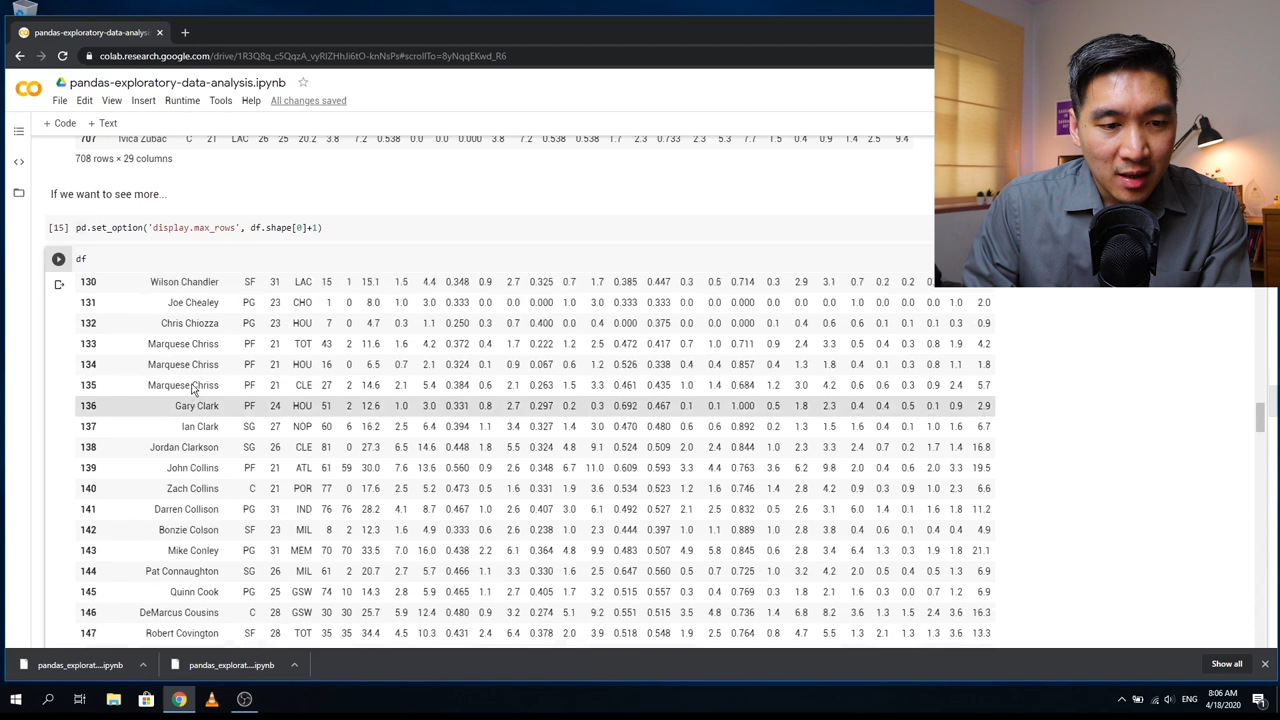 pandas-exploratory-data-analysis
colab.research.google.com/drive/1R3Q8q_c5QqzA_vyRlZHhJi6tO-knNsPs#scrollTo=8yNqqEKwd_R6
pandas-exploratory-data-analysis.ipynb
File Edit View Insert Runtime Tools Help All changes saved
+ Code + Text
707 Ivica Zubac C 21 LAC 26 25 20.2 3.8 7.2 0.538 0.0 0.0 0.000 3.8 7.2 0.538 0.538 1.7 2.3 0.733 2.3 5.3 7.7 1.5 0.4 0.9 1.4 2.5 9.4
708 rows × 29 columns
If we want to see more...
[15] pd.set_option('display.max_rows', df.shape[0]+1)
df
130 Wilson Chandler SF 31 LAC 15 1 15.1 1.5 4.4 0.348 0.9 2.7 0.325 0.7 1.7 0.385 0.447 0.3 0.5 0.714 0.3 2.9 3.1 0.7 0.2 0.2
131 Joe Chealey PG 23 CHO 1 0 8.0 1.0 3.0 0.333 0.0 0.0 0.000 1.0 3.0 0.333 0.333 0.0 0.0 0.000 0.0 0.0 0.0 1.0 0.0 0.0 0.0 1.0 2.0
132 Chris Chiozza PG 23 HOU 7 0 4.7 0.3 1.1 0.250 0.3 0.7 0.400 0.0 0.4 0.000 0.375 0.0 0.0 0.000 0.1 0.4 0.6 0.6 0.1 0.1 0.1 0.3 0.9
133 Marquese Chriss PF 21 TOT 43 2 11.6 1.6 4.2 0.372 0.4 1.7 0.222 1.2 2.5 0.472 0.417 0.7 1.0 0.711 0.9 2.4 3.3 0.5 0.4 0.3 0.8 1.9 4.2
134 Marquese Chriss PF 21 HOU 16 0 6.5 0.7 2.1 0.324 0.1 0.9 0.067 0.6 1.2 0.526 0.338 0.4 0.4 0.857 0.4 1.3 1.8 0.4 0.1 0.3 0.8 1.1 1.8
135 Marquese Chriss PF 21 CLE 27 2 14.6 2.1 5.4 0.384 0.6 2.1 0.263 1.5 3.3 0.461 0.435 1.0 1.4 0.684 1.2 3.0 4.2 0.6 0.6 0.3 0.9 2.4 5.7
136 Gary Clark PF 24 HOU 51 2 12.6 1.0 3.0 0.331 0.8 2.7 0.297 0.2 0.3 0.692 0.467 0.1 0.1 1.000 0.5 1.8 2.3 0.4 0.4 0.5 0.1 0.9 2.9
137 Ian Clark SG 27 NOP 60 6 16.2 2.5 6.4 0.394 1.1 3.4 0.327 1.4 3.0 0.470 0.480 0.6 0.6 0.892 0.2 1.3 1.5 1.6 0.4 0.1 1.0 1.6 6.7
138 Jordan Clarkson SG 26 CLE 81 0 27.3 6.5 14.6 0.448 1.8 5.5 0.324 4.8 9.1 0.524 0.509 2.0 2.4 0.844 1.0 2.3 3.3 2.4 0.7 0.2 1.7 1.4 16.8
139 John Collins PF 21 ATL 61 59 30.0 7.6 13.6 0.560 0.9 2.6 0.348 6.7 11.0 0.609 0.593 3.3 4.4 0.763 3.6 6.2 9.8 2.0 0.4 0.6 2.0 3.3 19.5
140 Zach Collins C 21 POR 77 0 17.6 2.5 5.2 0.473 0.5 1.6 0.331 1.9 3.6 0.534 0.523 1.2 1.6 0.746 1.4 2.8 4.2 0.9 0.3 0.9 1.0 2.3 6.6
141 Darren Collison PG 31 IND 76 76 28.2 4.1 8.7 0.467 1.0 2.6 0.407 3.0 6.1 0.492 0.527 2.1 2.5 0.832 0.5 2.6 3.1 6.0 1.4 0.1 1.6 1.8 11.2
142 Bonzie Colson SF 23 MIL 8 2 12.3 1.6 4.9 0.333 0.6 2.6 0.238 1.0 2.3 0.444 0.397 1.0 1.1 0.889 1.0 2.8 3.8 0.4 0.6 0.1 0.4 0.4 4.9
143 Mike Conley PG 31 MEM 70 70 33.5 7.0 16.0 0.438 2.2 6.1 0.364 4.8 9.9 0.483 0.507 4.9 5.8 0.845 0.6 2.8 3.4 6.4 1.3 0.3 1.9 1.8 21.1
144 Pat Connaughton SG 26 MIL 61 2 20.7 2.7 5.7 0.466 1.1 3.3 0.330 1.6 2.5 0.647 0.560 0.5 0.7 0.725 1.0 3.2 4.2 2.0 0.5 0.4 0.5 1.3 6.9
145 Quinn Cook PG 25 GSW 74 10 14.3 2.8 5.9 0.465 1.1 2.7 0.405 1.7 3.2 0.515 0.557 0.3 0.4 0.769 0.3 1.8 2.1 1.6 0.3 0.0 0.7 1.2 6.9
146 DeMarcus Cousins C 28 GSW 30 30 25.7 5.9 12.4 0.480 0.9 3.2 0.274 5.1 9.2 0.551 0.515 3.5 4.8 0.736 1.4 6.8 8.2 3.6 1.3 1.5 2.4 3.6 16.3
147 Robert Covington SF 28 TOT 35 35 34.4 4.5 10.3 0.431 2.4 6.4 0.378 2.0 3.9 0.518 0.548 1.9 2.5 0.764 0.8 4.7 5.5 1.3 2.1 1.3 1.3 3.6 13.3
pandas_explorat....ipynb pandas_explorat....ipynb Show all
ENG 8:06 AM
4/18/2020